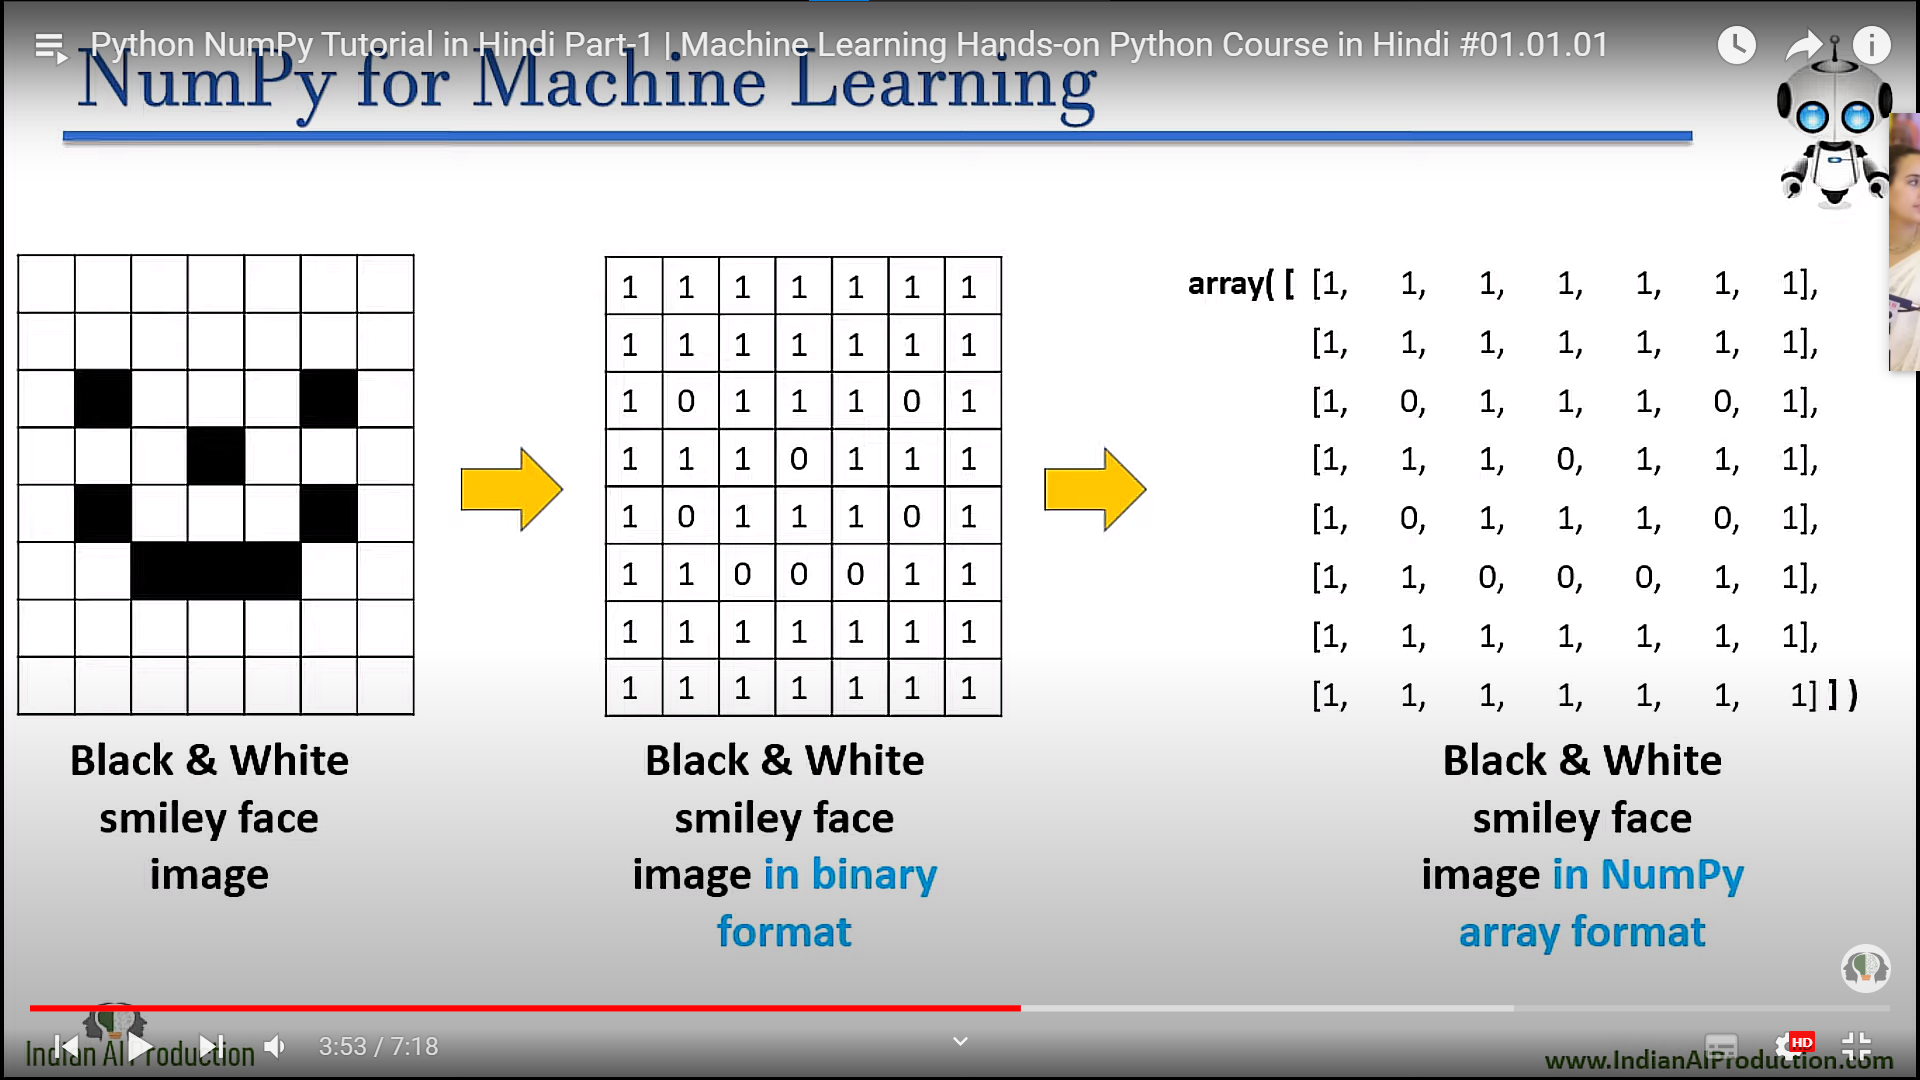 Python NumPy Tutorial in Hindi Part-1 | Machine Learning Hands-on Python Course in Hindi #01.01.01
NumPy for Machine Learning
1 1 1 1 1 1 1
1 1 1 1 1 1 1
1 0 1 1 1 0 1
1 1 1 0 1 1 1
1 0 1 1 1 0 1
1 1 0 0 0 1 1
1 1 1 1 1 1 1
1 1 1 1 1 1 1
array( [ [1, 1, 1, 1, 1, 1, 1],
[1, 1, 1, 1, 1, 1, 1],
[1, 0, 1, 1, 1, 0, 1],
[1, 1, 1, 0, 1, 1, 1],
[1, 0, 1, 1, 1, 0, 1],
[1, 1, 0, 0, 0, 1, 1],
[1, 1, 1, 1, 1, 1, 1],
[1, 1, 1, 1, 1, 1, 1] ] )
Black & White
smiley face
image
Black & White
smiley face
image in binary
format
Black & White
smiley face
image in NumPy
array format
Indian AI Production
3:53 / 7:18
HD
www.IndianAIProduction.com